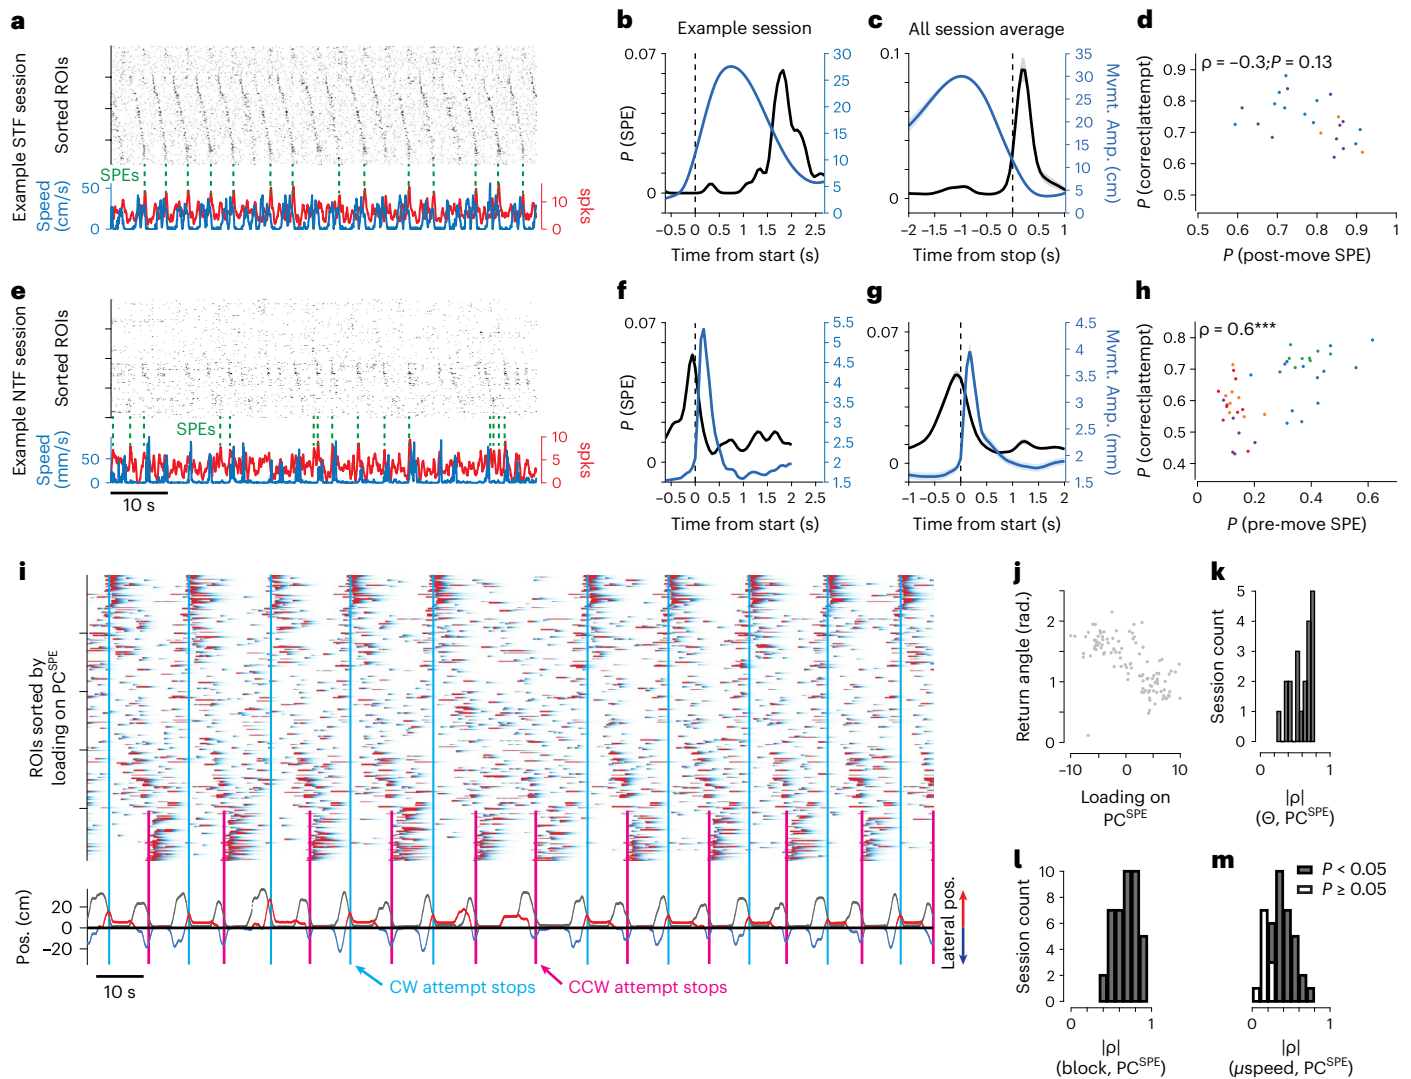 a
Example STF session
Sorted ROIs
SPEs
Speed (cm/s)
50
0
10
0
spks
b
Example session
P (SPE)
0.07
0
30
25
20
15
10
5
0
−0.5 0 0.5 1 1.5 2 2.5
Time from start (s)
c
All session average
0.1
0
35
30
25
20
15
10
5
0
Mvmt. Amp. (cm)
−2 −1.5 −1 −0.5 0 0.5 1
Time from stop (s)
d
ρ = −0.3;P = 0.13
P (correct|attempt)
0.9
0.8
0.7
0.6
0.5
0.5 0.6 0.7 0.8 0.9 1
P (post-move SPE)
e
Example NTF session
Sorted ROIs
SPEs
Speed (mm/s)
50
0
10
0
spks
10 s
f
P (SPE)
0.07
0
5.5
5
4.5
4
3.5
3
2.5
2
1.5
−0.5 0 0.5 1 1.5 2 2.5
Time from start (s)
g
0.07
0
4.5
4
3.5
3
2.5
2
1.5
Mvmt. Amp. (mm)
−1 −0.5 0 0.5 1 1.5 2
Time from start (s)
h
ρ = 0.6***
P (correct|attempt)
0.8
0.7
0.6
0.5
0.4
0 0.2 0.4 0.6
P (pre-move SPE)
i
ROIs sorted by
loading on PC^SPE
Pos. (cm)
20
0
−20
Lateral pos.
10 s
CW attempt stops
CCW attempt stops
j
Return angle (rad.)
2
1
0
−10 0 10
Loading on
PC^SPE
k
Session count
5
4
3
2
1
0
0 1
|ρ|
(Θ, PC^SPE)
l
Session count
10
8
6
4
2
0
0 1
|ρ|
(block, PC^SPE)
m
P < 0.05
P ≥ 0.05
10
8
6
4
2
0
0 1
|ρ|
(μspeed, PC^SPE)